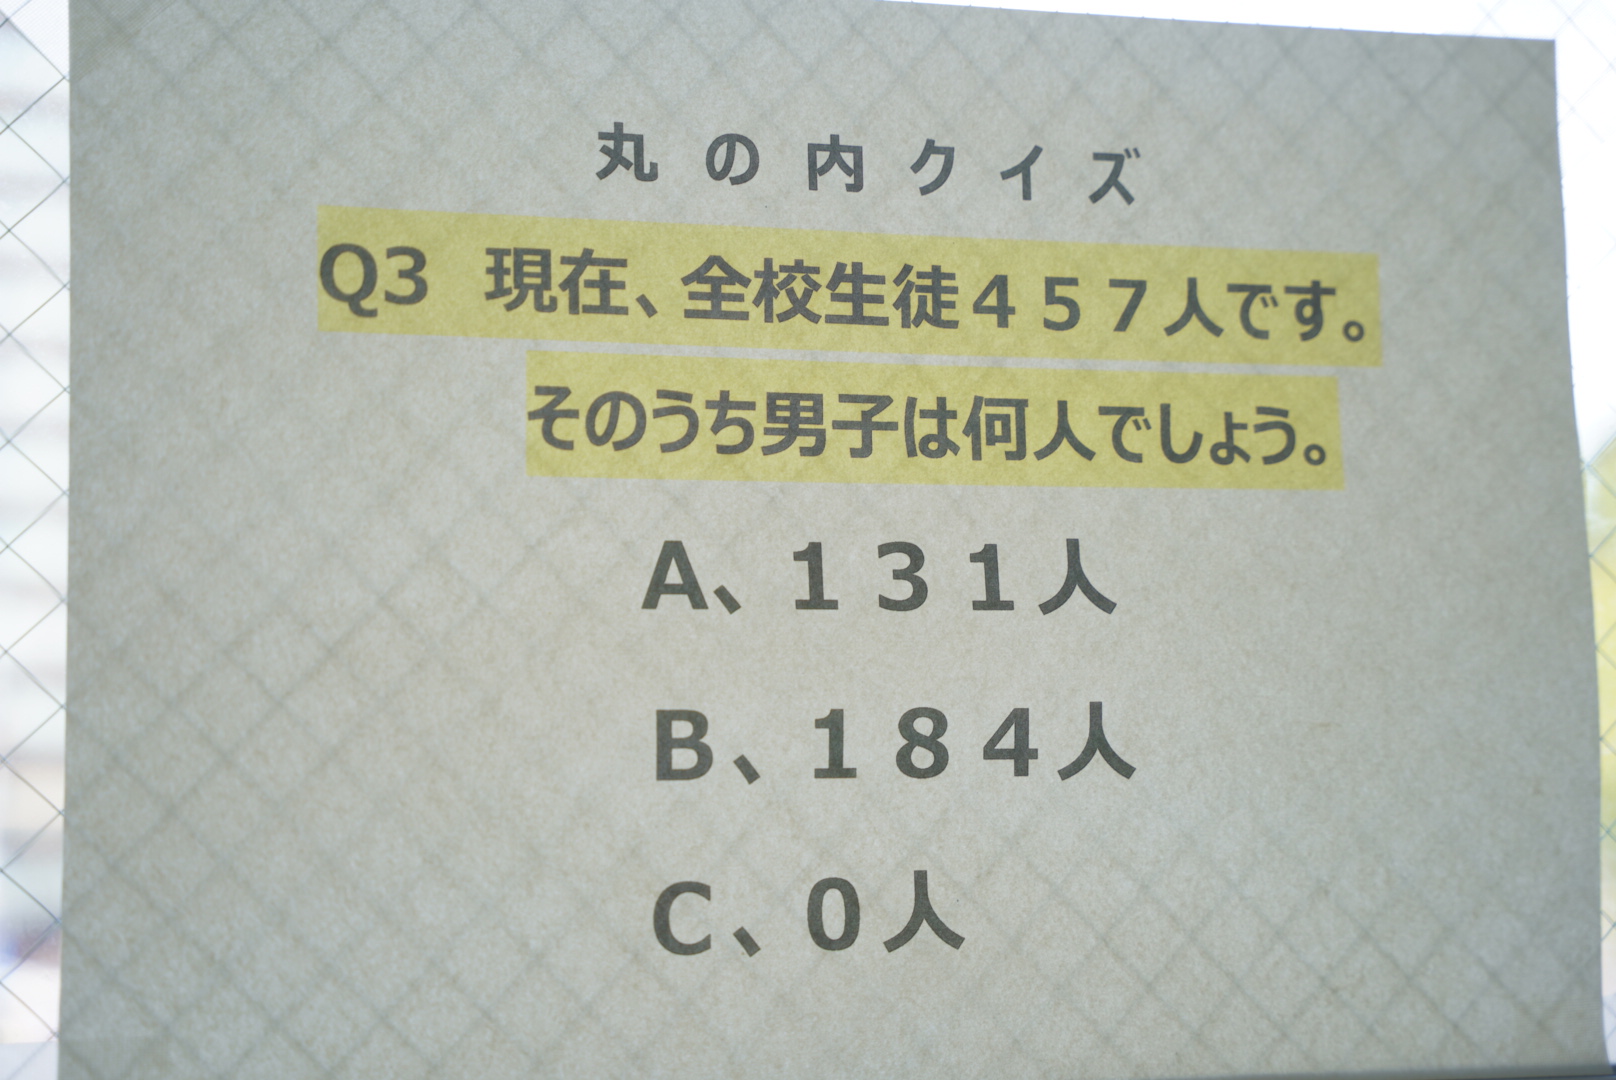 丸の内クイズ
Q3　現在、全校生徒４５７人です。
そのうち男子は何人でしょう。
A、１３１人
B、１８４人
C、０人